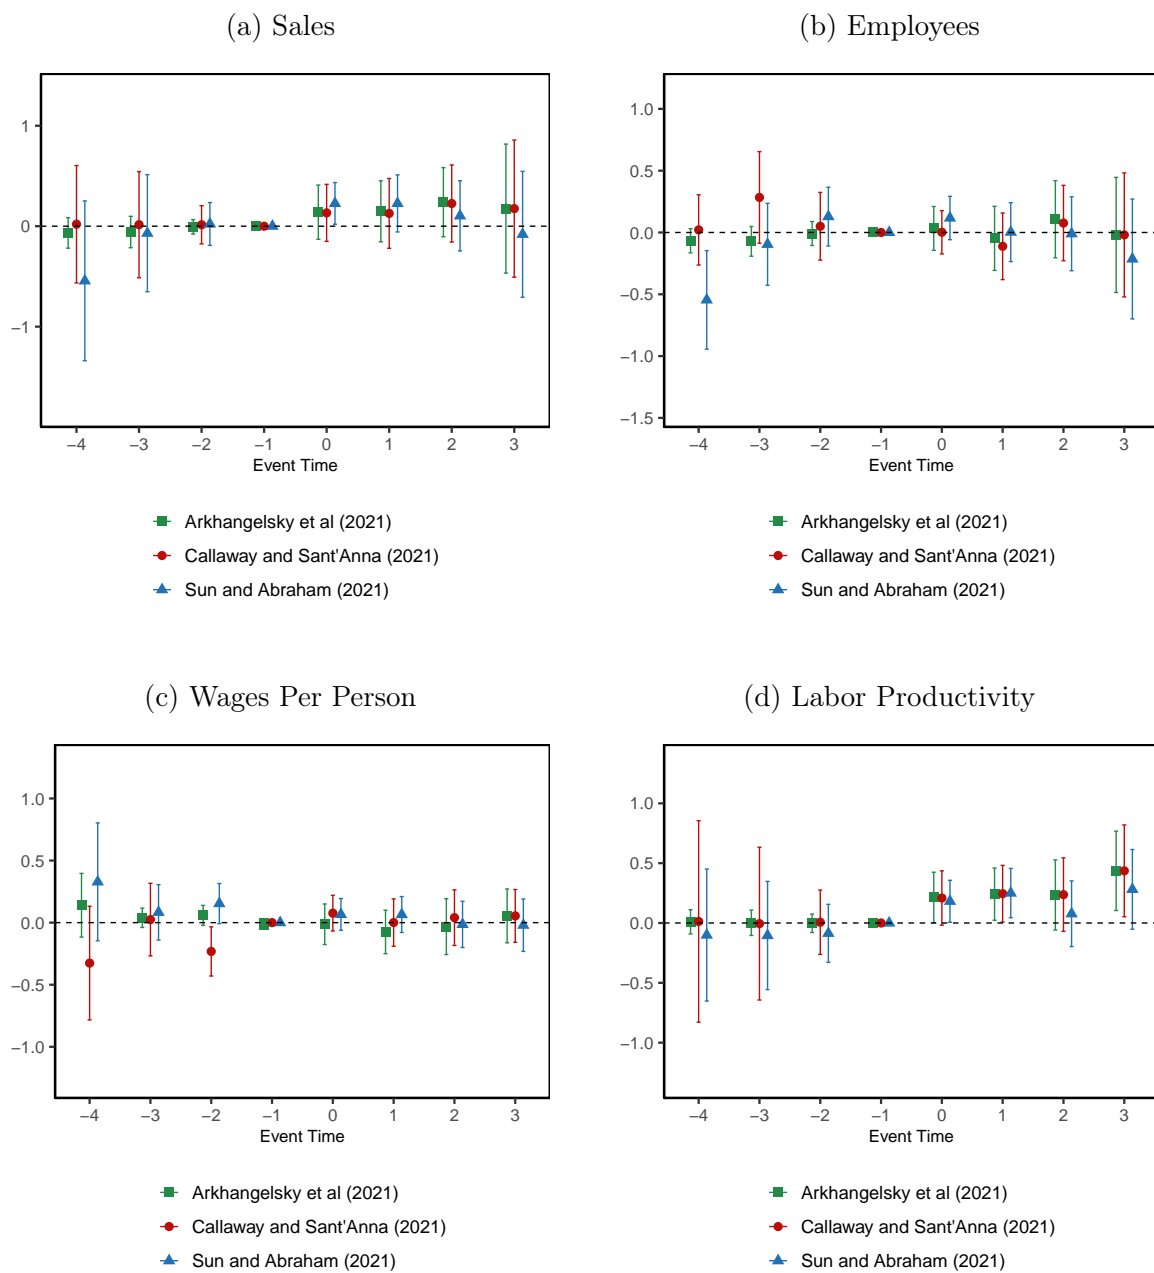 (a) Sales
1
0
−1
−4 −3 −2 −1 0 1 2 3
Event Time
Arkhangelsky et al (2021)
Callaway and Sant'Anna (2021)
Sun and Abraham (2021)
(b) Employees
1.0
0.5
0.0
−0.5
−1.0
−1.5
−4 −3 −2 −1 0 1 2 3
Event Time
Arkhangelsky et al (2021)
Callaway and Sant'Anna (2021)
Sun and Abraham (2021)
(c) Wages Per Person
1.0
0.5
0.0
−0.5
−1.0
−4 −3 −2 −1 0 1 2 3
Event Time
Arkhangelsky et al (2021)
Callaway and Sant'Anna (2021)
Sun and Abraham (2021)
(d) Labor Productivity
1.0
0.5
0.0
−0.5
−1.0
−4 −3 −2 −1 0 1 2 3
Event Time
Arkhangelsky et al (2021)
Callaway and Sant'Anna (2021)
Sun and Abraham (2021)